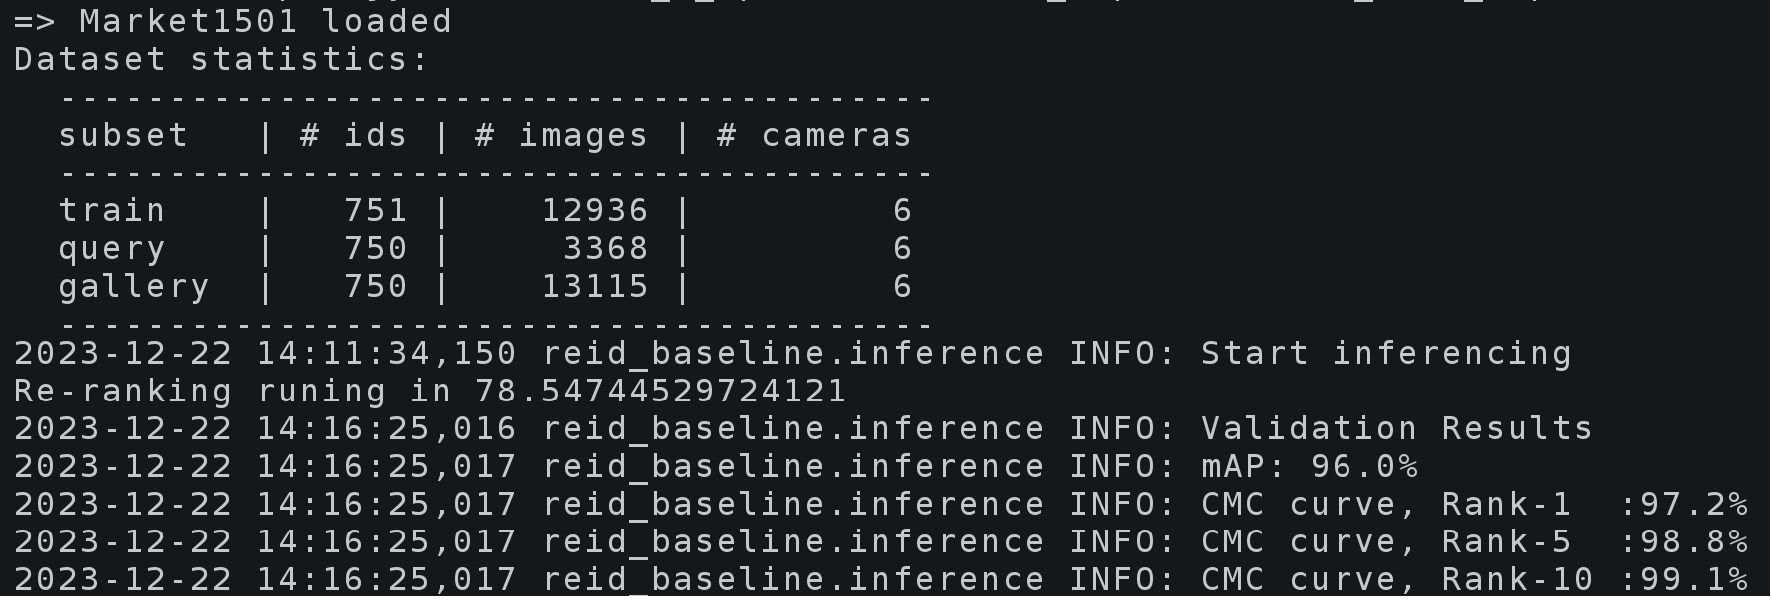 => Market1501 loaded
Dataset statistics:
  ----------------------------------------
  subset   | # ids | # images | # cameras
  ----------------------------------------
  train    |   751 |    12936 |         6
  query    |   750 |     3368 |         6
  gallery  |   750 |    13115 |         6
  ----------------------------------------
2023-12-22 14:11:34,150 reid_baseline.inference INFO: Start inferencing
Re-ranking runing in 78.54744529724121
2023-12-22 14:16:25,016 reid_baseline.inference INFO: Validation Results
2023-12-22 14:16:25,017 reid_baseline.inference INFO: mAP: 96.0%
2023-12-22 14:16:25,017 reid_baseline.inference INFO: CMC curve, Rank-1  :97.2%
2023-12-22 14:16:25,017 reid_baseline.inference INFO: CMC curve, Rank-5  :98.8%
2023-12-22 14:16:25,017 reid_baseline.inference INFO: CMC curve, Rank-10 :99.1%